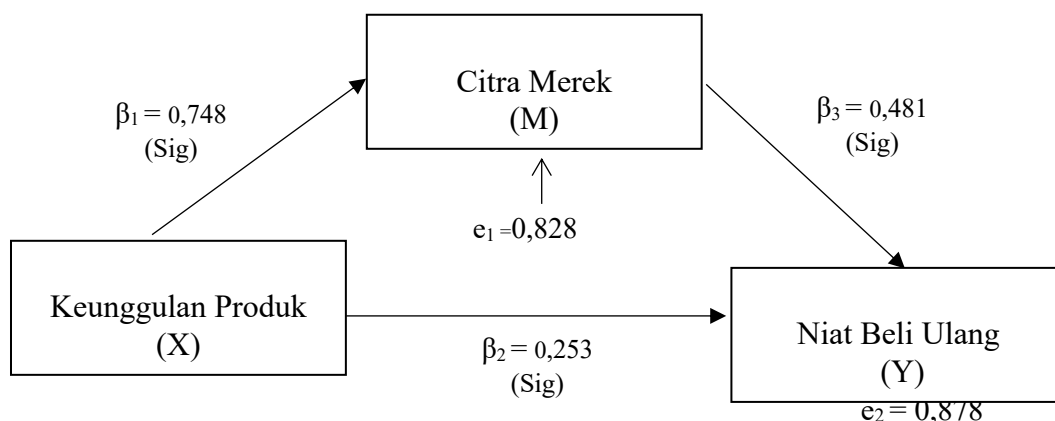 Citra Merek
(M)
β₁ = 0,748
(Sig)
β₃ = 0,481
(Sig)
e₁ =0,828
Keunggulan Produk
(X)
β₂ = 0,253
(Sig)
Niat Beli Ulang
(Y)
e₂ = 0,878